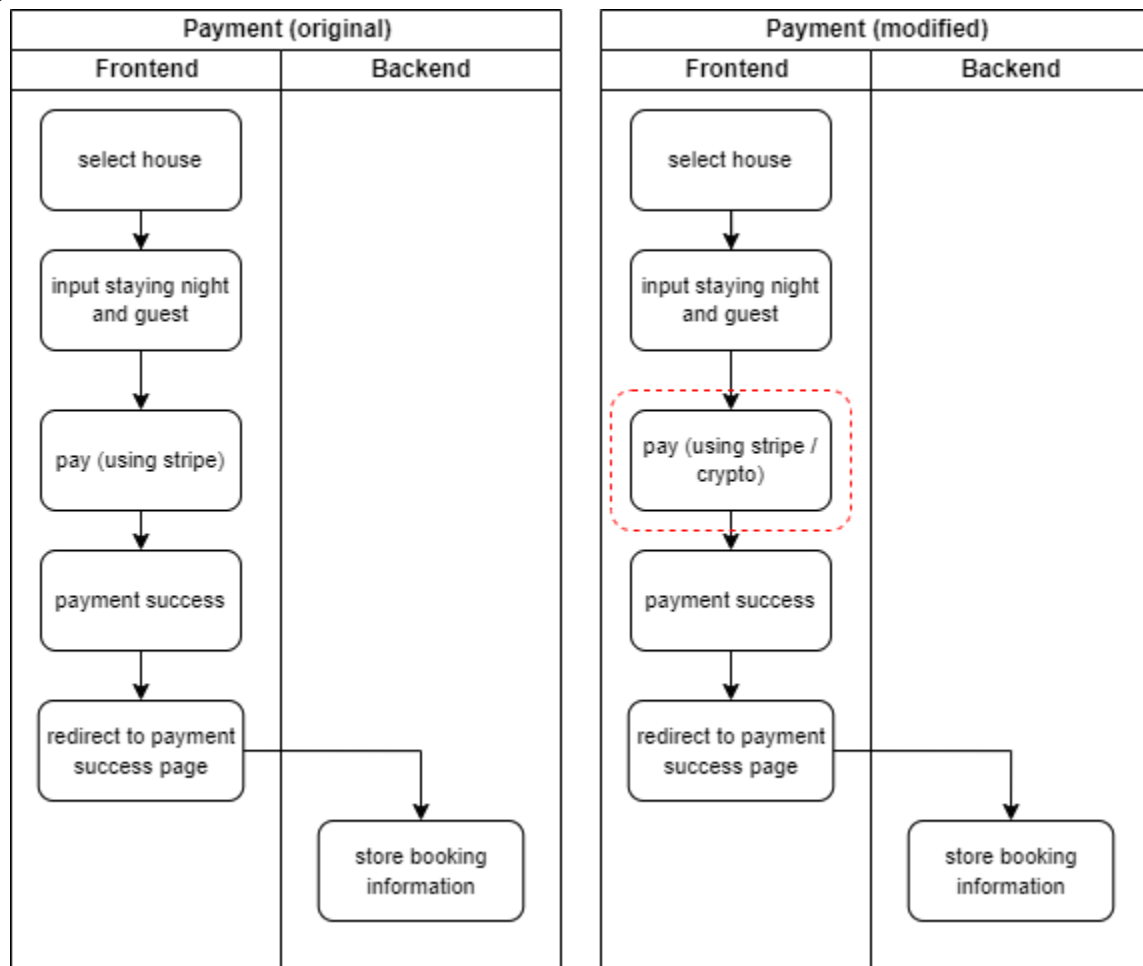 Payment (original)
Frontend
Backend
select house
input staying night
and guest
pay (using stripe)
payment success
redirect to payment
success page
store booking
information
Payment (modified)
Frontend
Backend
select house
input staying night
and guest
pay (using stripe /
crypto)
payment success
redirect to payment
success page
store booking
information